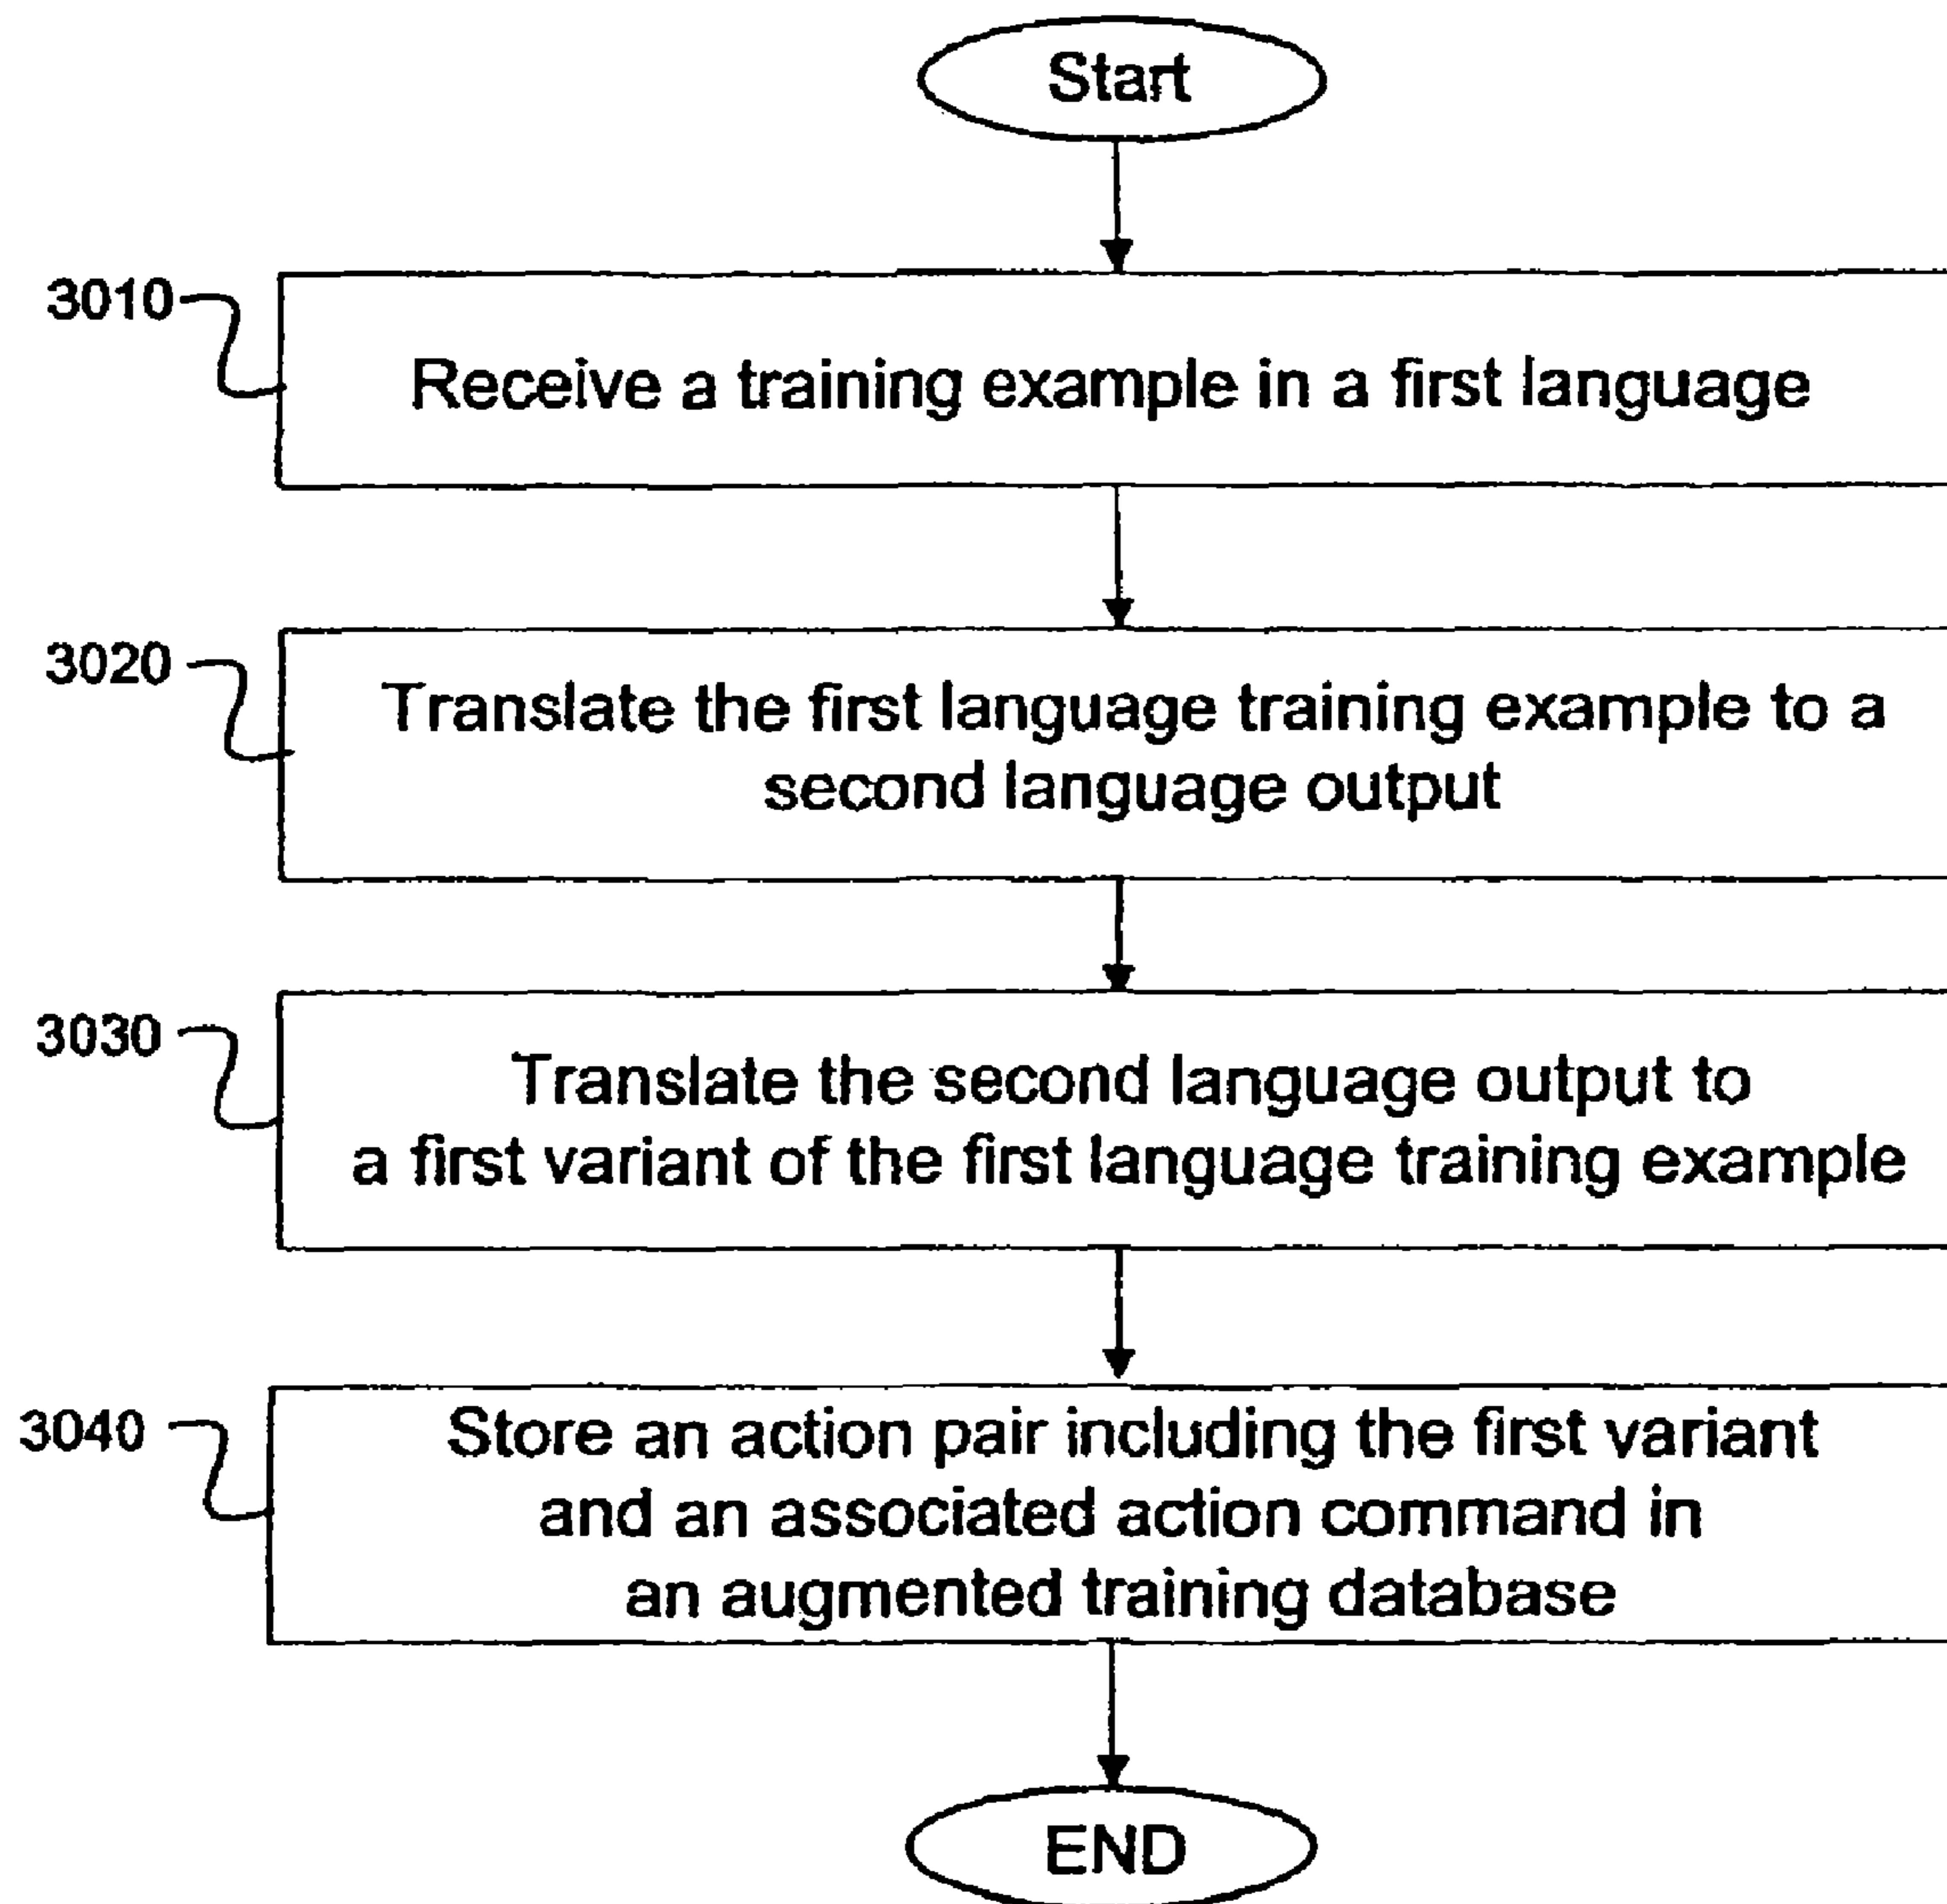 Start
3010
Receive a training example in a first language
3020
Translate the first language training example to a
second language output
3030
Translate the second language output to
a first variant of the first language training example
3040
Store an action pair including the first variant
and an associated action command in
an augmented training database
END